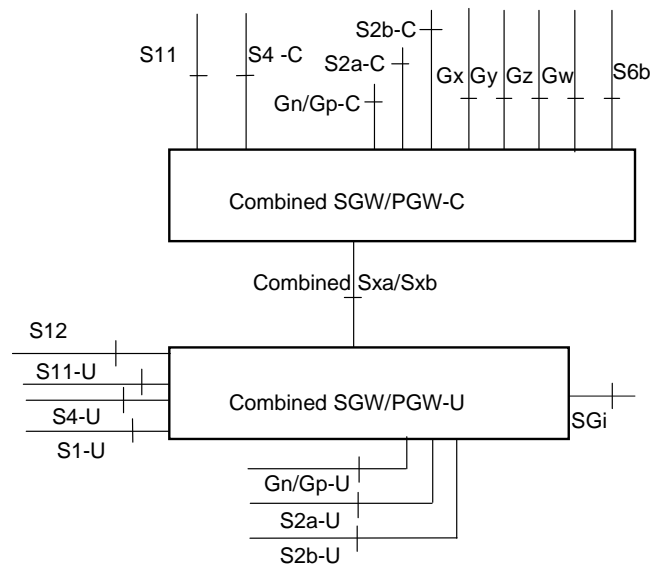 S2b-C
S11
S4 -C
S2a-C
Gx Gy Gz Gw
S6b
Gn/Gp-C
Combined SGW/PGW-C
Combined Sxa/Sxb
S12
S11-U
Combined SGW/PGW-U
S4-U
SGi
S1-U
Gn/Gp-U
S2a-U
S2b-U